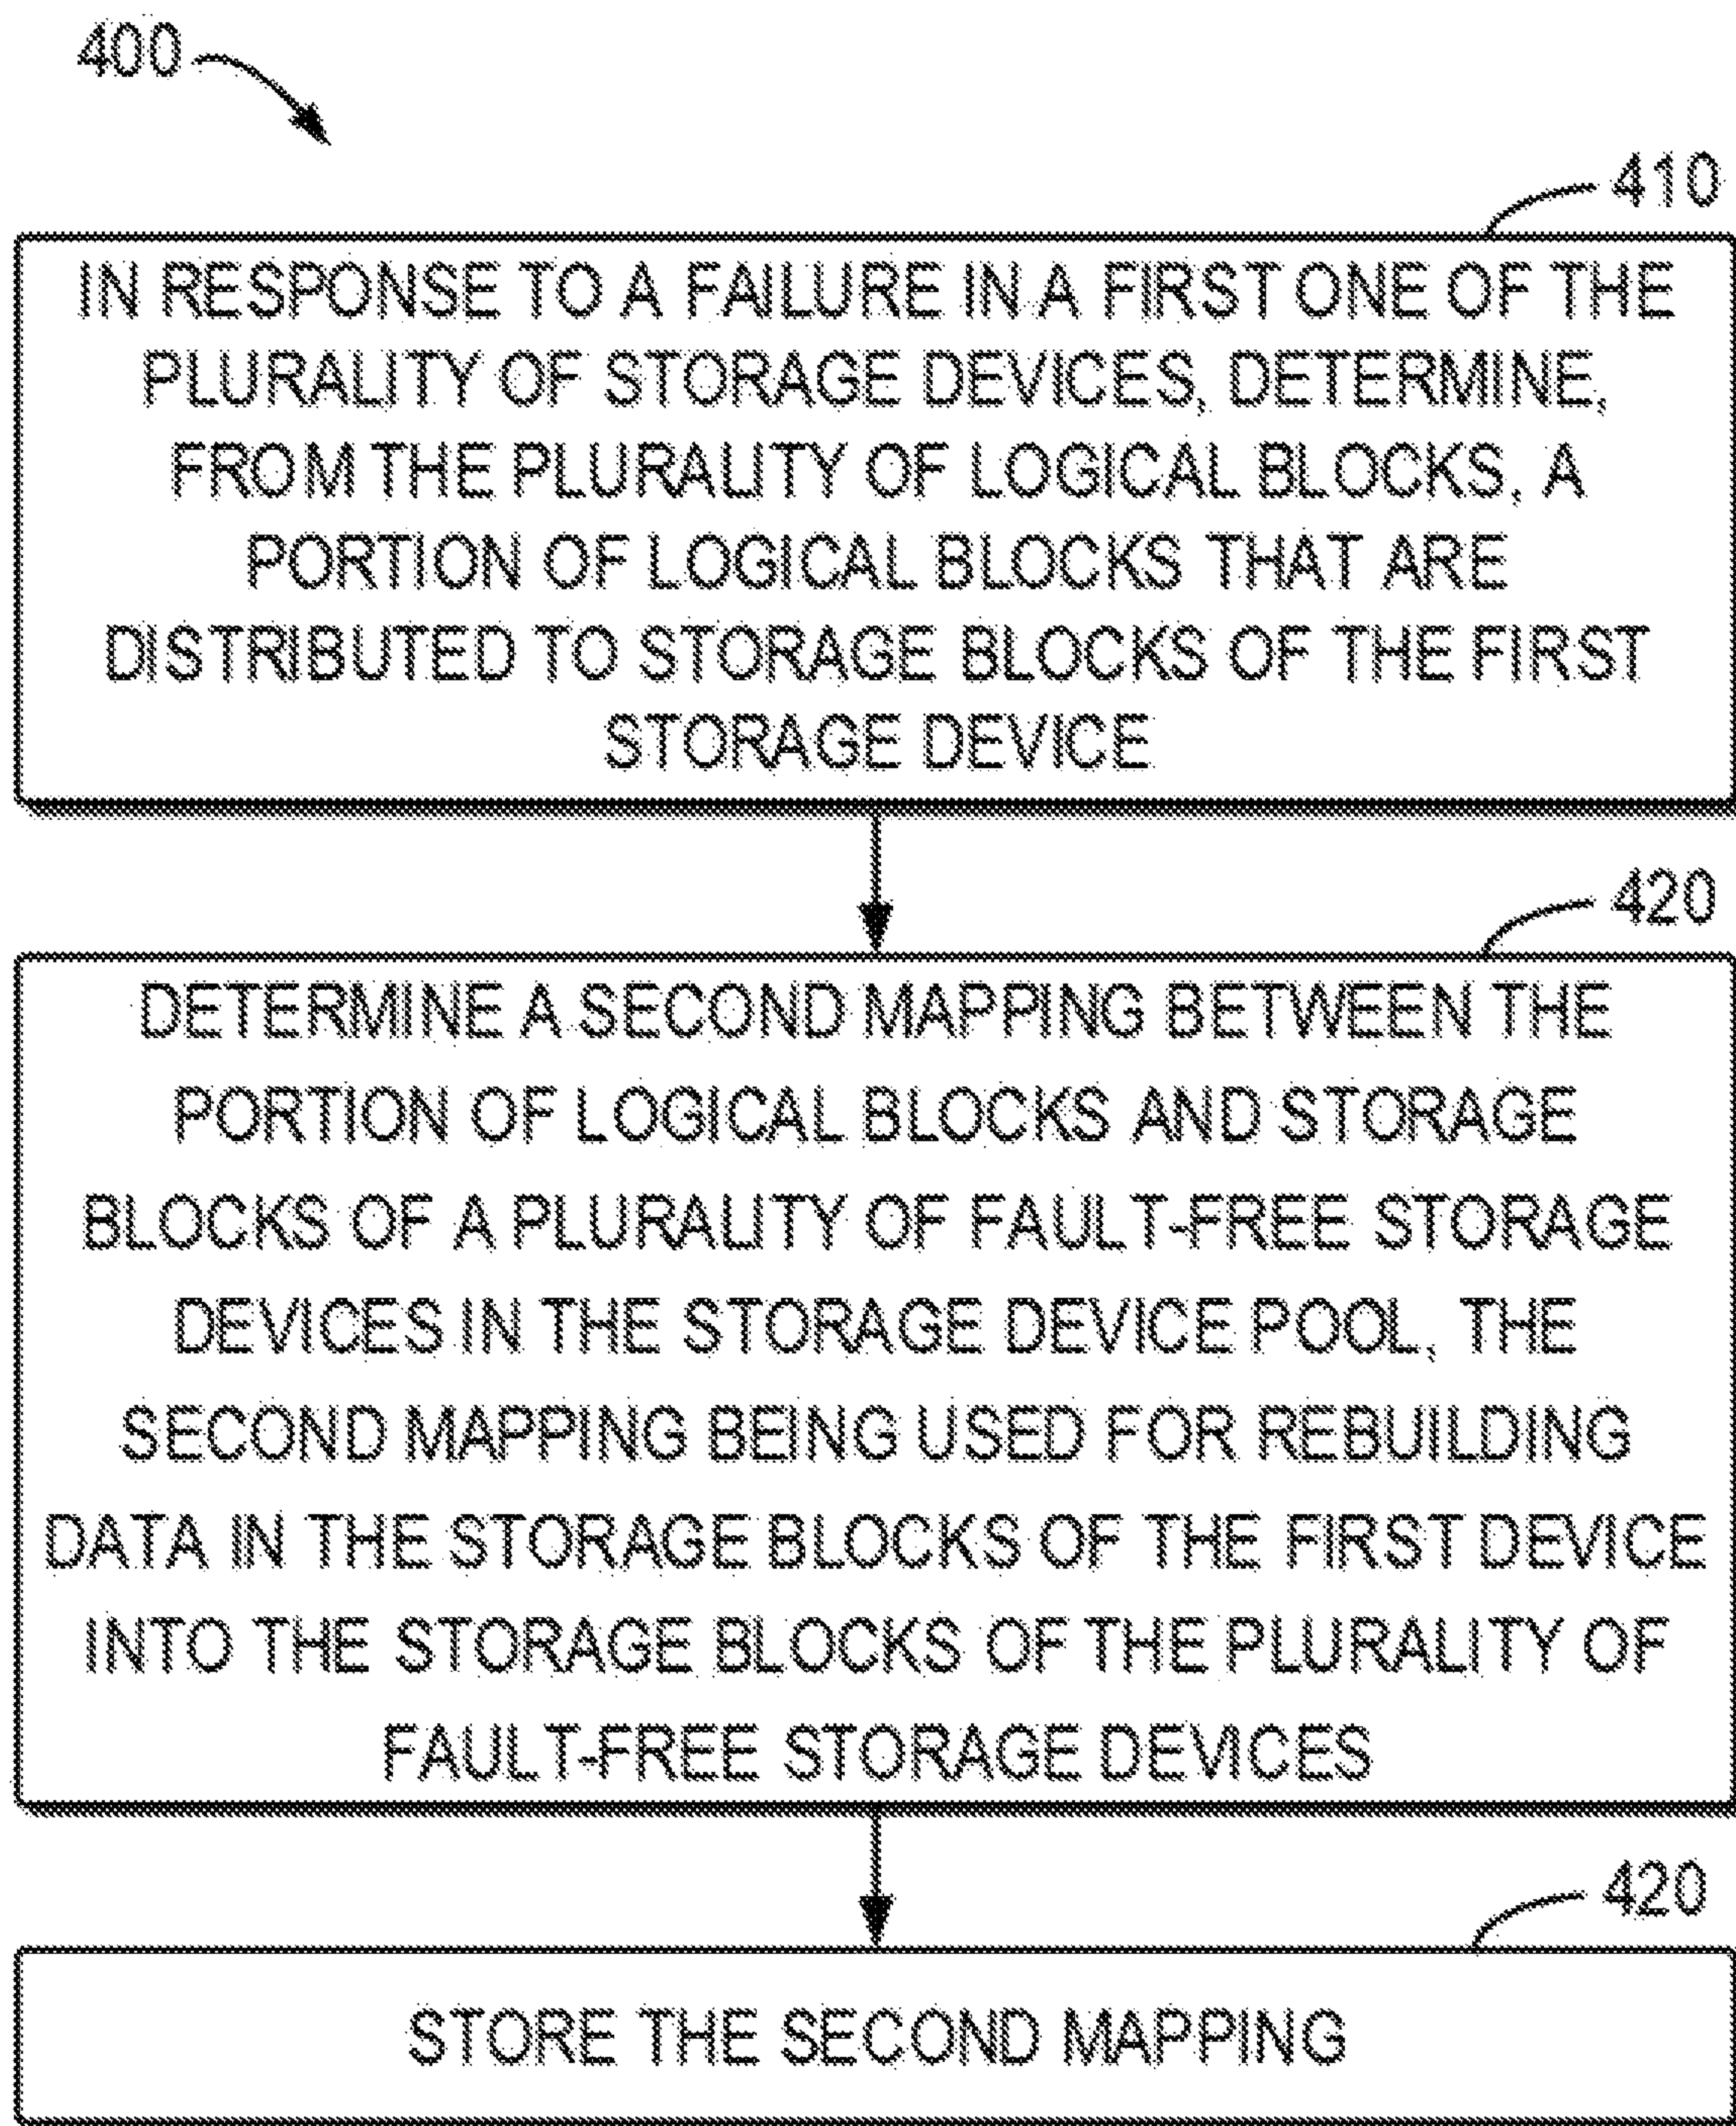 400
410
IN RESPONSE TO A FAILURE IN A FIRST ONE OF THE
PLURALITY OF STORAGE DEVICES, DETERMINE,
FROM THE PLURALITY OF LOGICAL BLOCKS, A
PORTION OF LOGICAL BLOCKS THAT ARE
DISTRIBUTED TO STORAGE BLOCKS OF THE FIRST
STORAGE DEVICE
420
DETERMINE A SECOND MAPPING BETWEEN THE
PORTION OF LOGICAL BLOCKS AND STORAGE
BLOCKS OF A PLURALITY OF FAULT-FREE STORAGE
DEVICES IN THE STORAGE DEVICE POOL, THE
SECOND MAPPING BEING USED FOR REBUILDING
DATA IN THE STORAGE BLOCKS OF THE FIRST DEVICE
INTO THE STORAGE BLOCKS OF THE PLURALITY OF
FAULT-FREE STORAGE DEVICES
420
STORE THE SECOND MAPPING